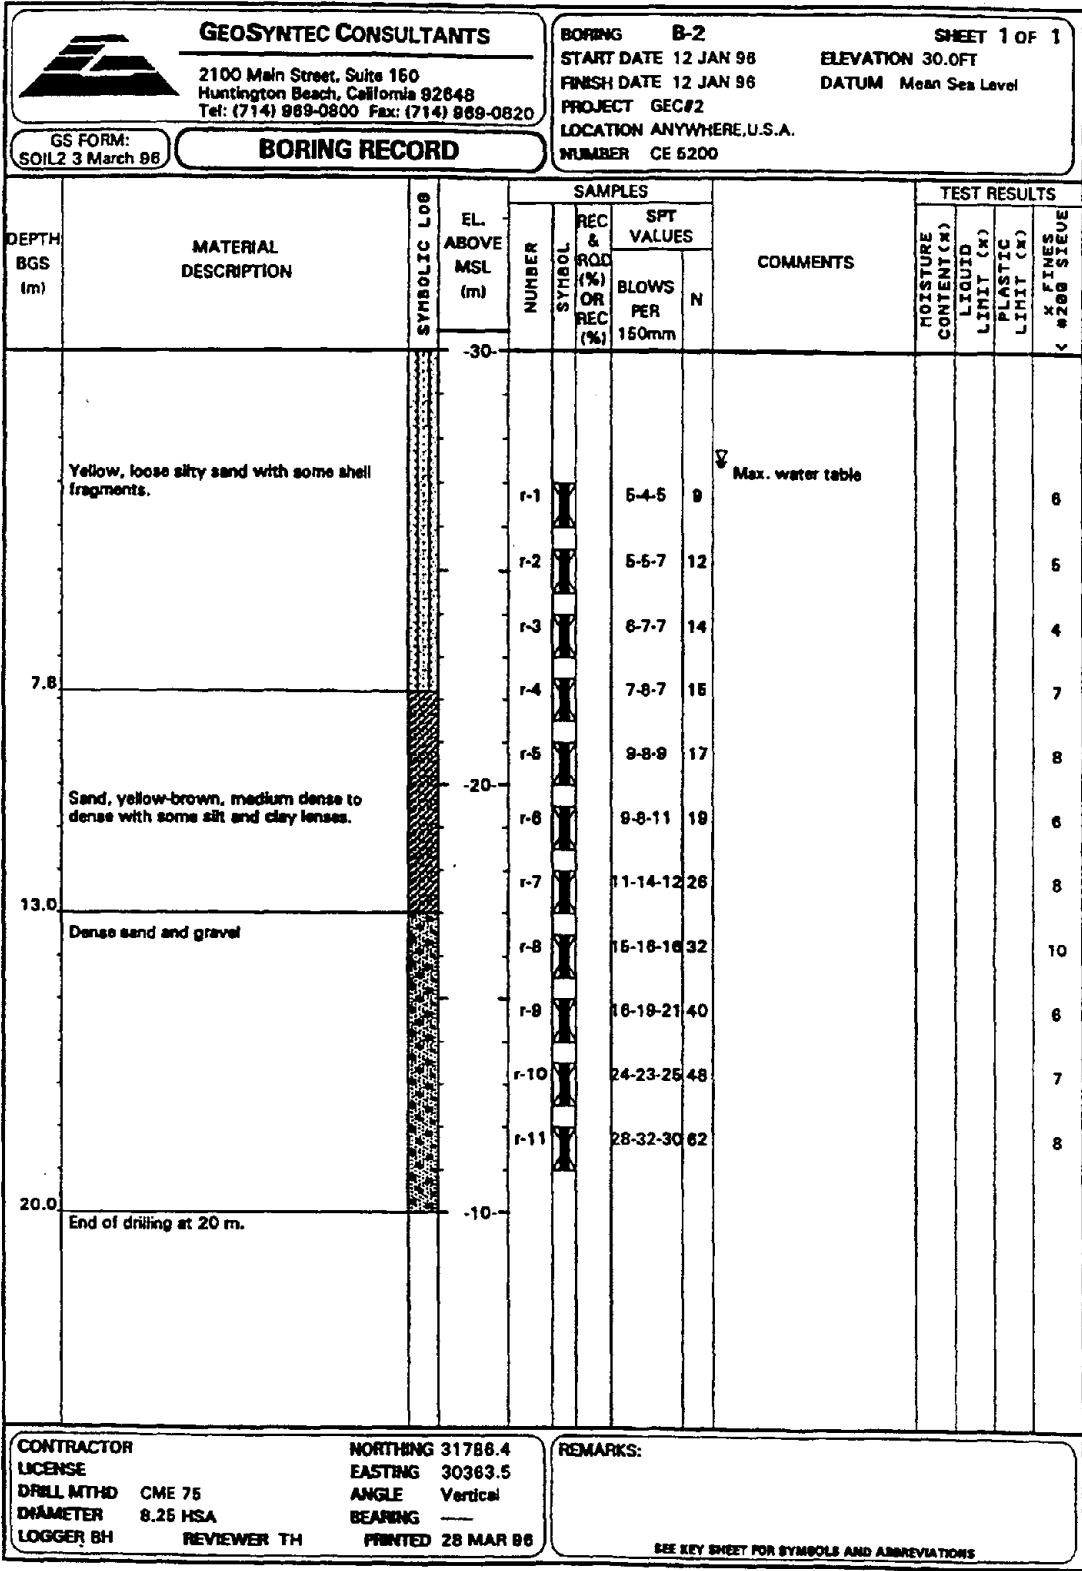 GEOSYNTEC CONSULTANTS
2100 Main Street, Suite 150
Huntington Beach, California 92648
Tel: (714) 969-0800 Fax: (714) 969-0820
GS FORM:
SOIL2 3 March 96
BORING RECORD
BORING B-2 SHEET 1 OF 1
START DATE 12 JAN 96 ELEVATION 30.0FT
FINISH DATE 12 JAN 96 DATUM Mean Sea Level
PROJECT GEC#2
LOCATION ANYWHERE,U.S.A.
NUMBER CE 5200
DEPTH BGS (m)
MATERIAL DESCRIPTION
SYMBOLIC LOG
EL. ABOVE MSL (m)
SAMPLES
NUMBER
SYMBOL
REC & RQD (%) OR REC (%)
SPT VALUES
BLOWS PER 150mm
N
COMMENTS
TEST RESULTS
MOISTURE CONTENT (%)
LIQUID LIMIT (%)
PLASTIC LIMIT (%)
% FINES < #200 SIEVE
-30-
Yellow, loose silty sand with some shell
fragments.
Max. water table
r-1 5-4-5 9 6
r-2 5-5-7 12 5
r-3 6-7-7 14 4
7.8
r-4 7-8-7 15 7
r-5 9-8-9 17 8
-20-
Sand, yellow-brown, medium dense to
dense with some silt and clay lenses.
r-6 9-8-11 19 6
r-7 11-14-12 26 8
13.0
Dense sand and gravel
r-8 15-16-16 32 10
r-9 16-19-21 40 6
r-10 24-23-25 48 7
r-11 28-32-30 62 8
20.0
-10-
End of drilling at 20 m.
CONTRACTOR NORTHING 31786.4
LICENSE EASTING 30363.5
DRILL MTHD CME 75 ANGLE Vertical
DIAMETER 8.25 HSA BEARING ----
LOGGER BH REVIEWER TH PRINTED 28 MAR 96
REMARKS:
SEE KEY SHEET FOR SYMBOLS AND ABBREVIATIONS